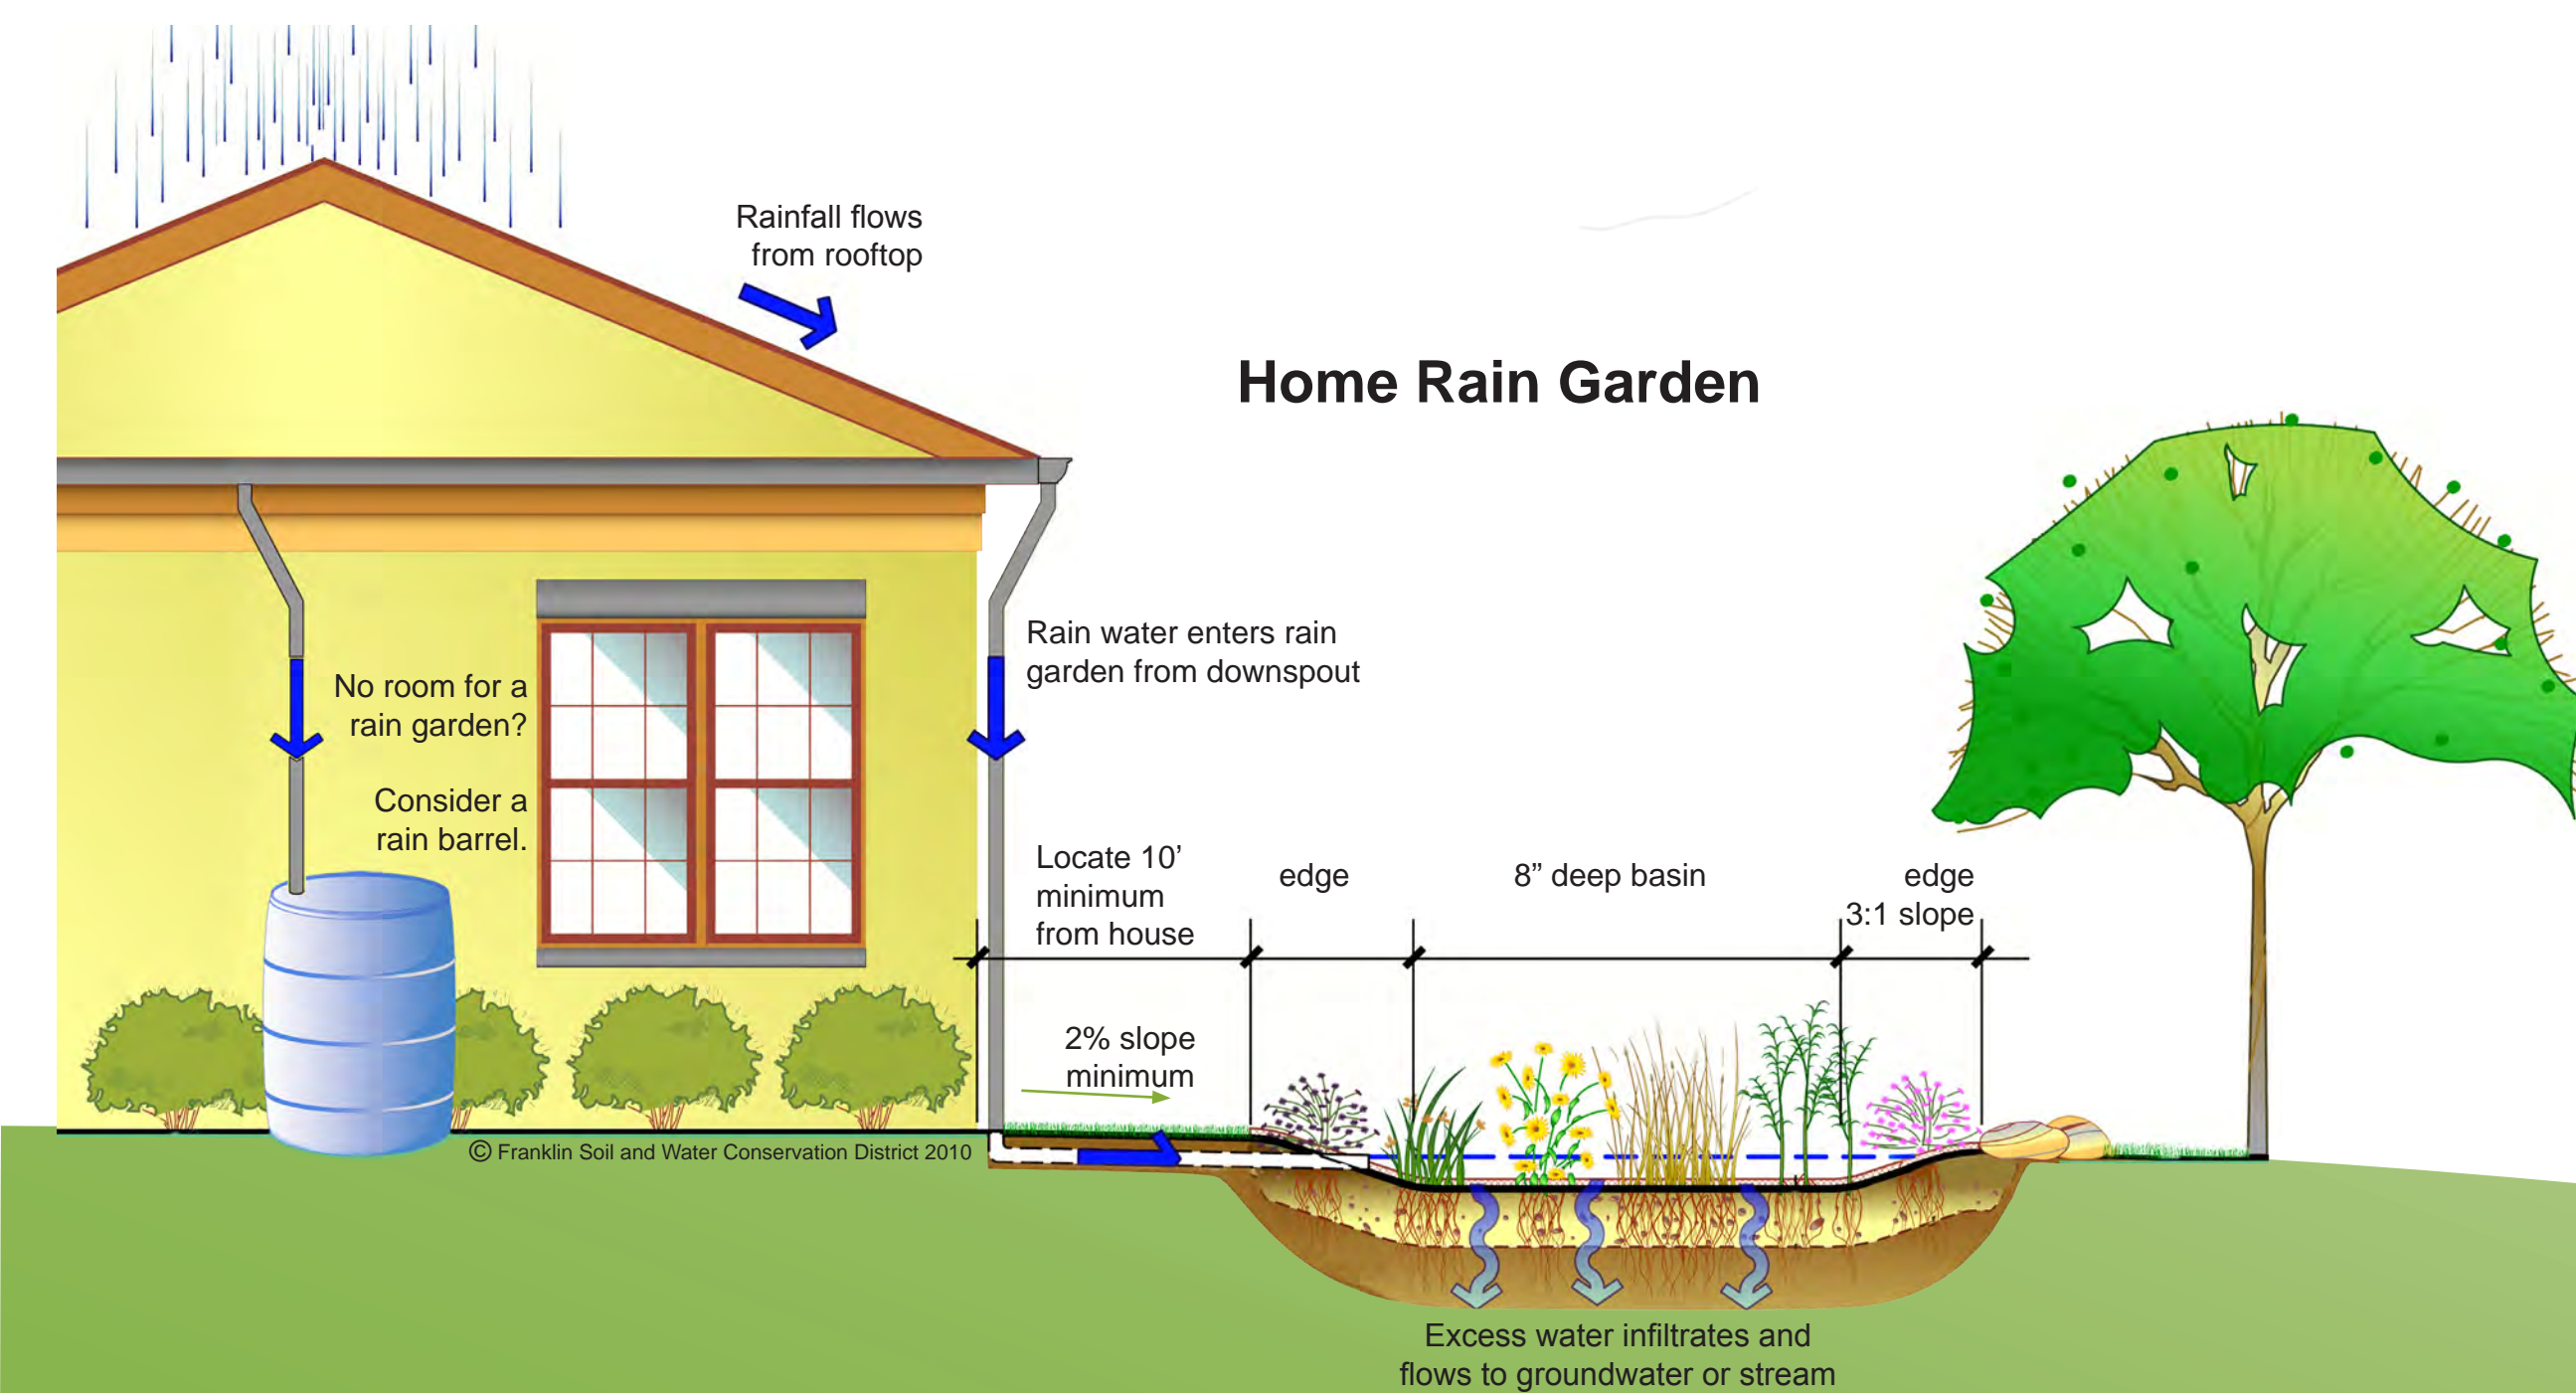 Rainfall flows
from rooftop
Home Rain Garden
Rain water enters rain
garden from downspout
No room for a
rain garden?
Consider a
rain barrel.
Locate 10’
minimum
from house
edge
8” deep basin
edge
3:1 slope
2% slope
minimum
© Franklin Soil and Water Conservation District 2010
Excess water infiltrates and
flows to groundwater or stream